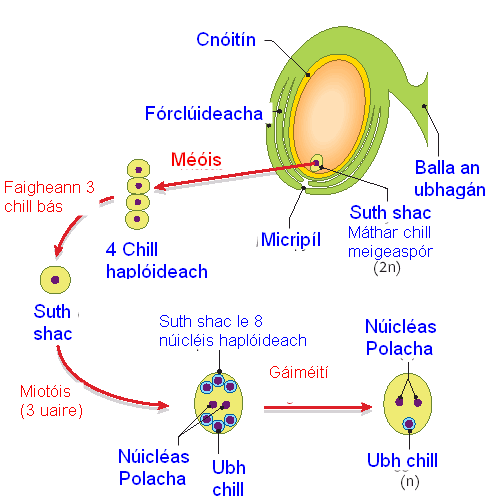 Cnóitín
Fórclúideacha
Méóis
Balla an
ubhagán
Faigheann 3
chill bás
Suth shac
Máthar chill
meigeaspór
(2n)
Micripíl
4 Chill
haplóideach
Suth
shac
Suth shac le 8
núicléis haplóideach
Núicléas
Polacha
Gáiméití
Miotóis
(3 uaire)
Núicléas
Polacha
Ubh
chill
Ubh chill
(n)